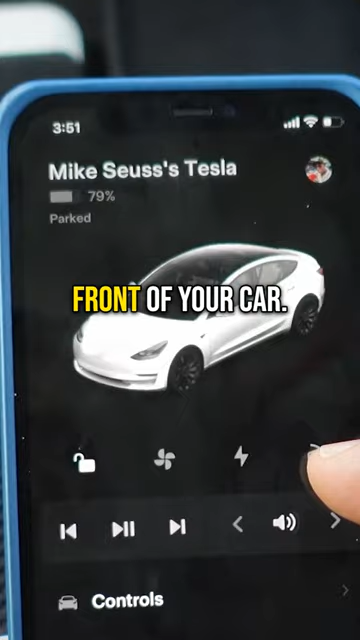 3:51
Mike Seuss's Tesla
79%
Parked
FRONT OF YOUR CAR.
Controls